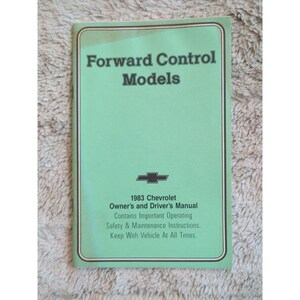 Forward Control
Models
1983 Chevrolet
Owner's and Driver's Manual
Contains Important Operating
Safety & Maintenance Instructions.
Keep With Vehicle At All Times.